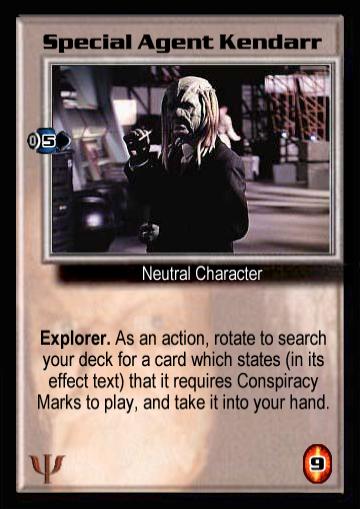 Special Agent Kendarr
5
Neutral Character
Explorer. As an action, rotate to search
your deck for a card which states (in its
effect text) that it requires Conspiracy
Marks to play, and take it into your hand.
9